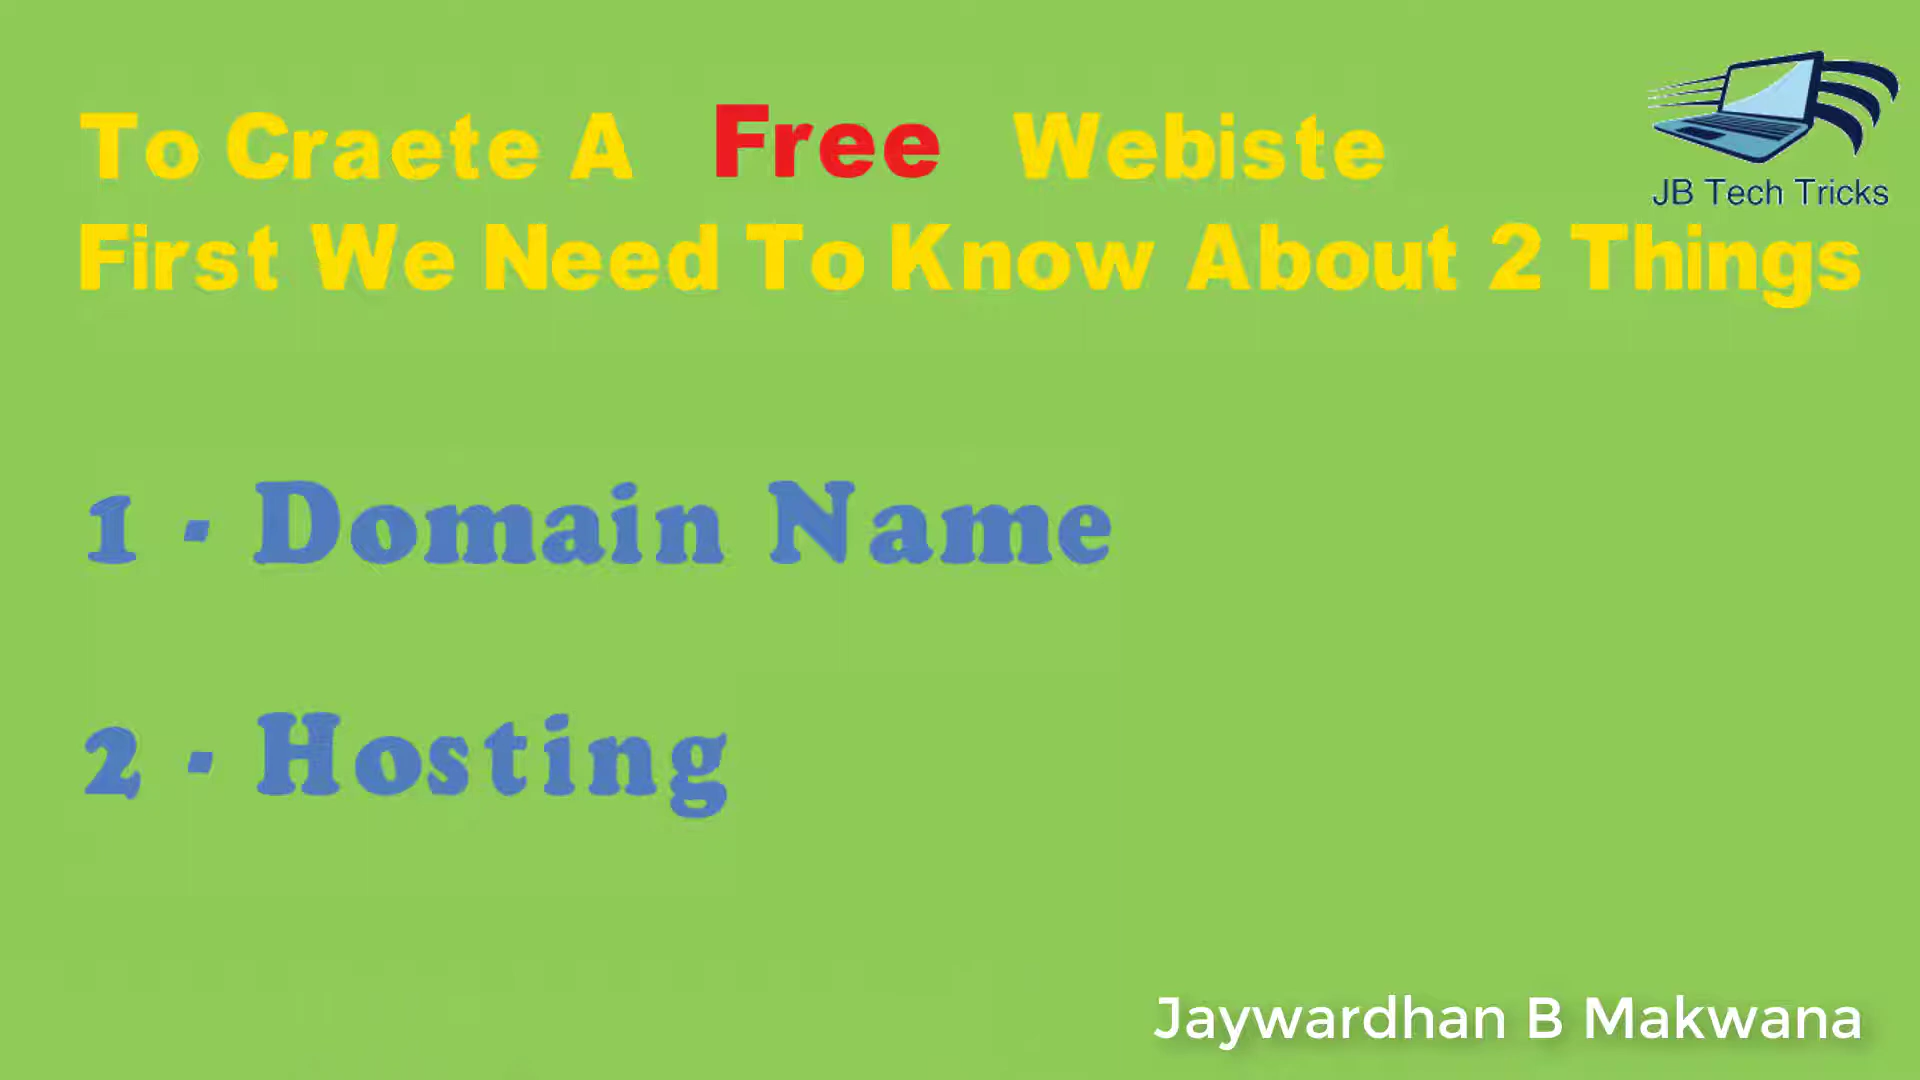 To Craete A Free Webiste
JB Tech Tricks
First We Need To Know About 2 Things
1 - Domain Name
2 - Hosting
Jaywardhan B Makwana